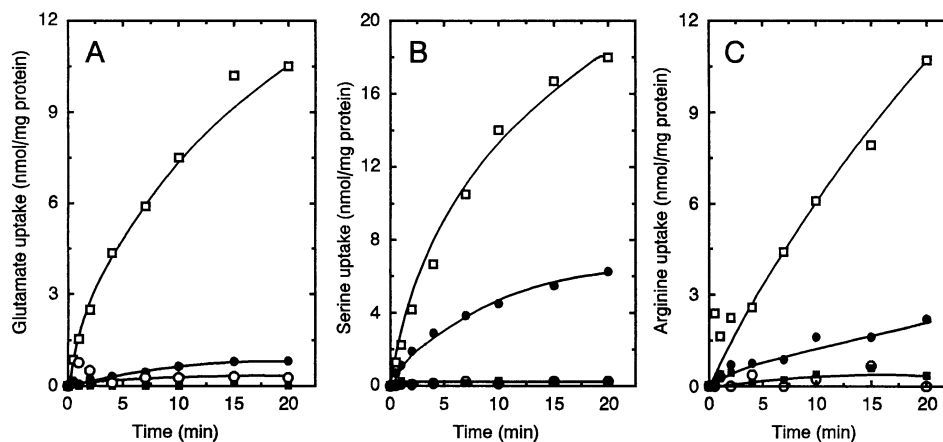 A
B
C
Glutamate uptake (nmol/mg protein)
12
9
6
3
0
0 5 10 15 20
Time (min)
Serine uptake (nmol/mg protein)
20
16
12
8
4
0
0 5 10 15 20
Time (min)
Arginine uptake (nmol/mg protein)
12
9
6
3
0
0 5 10 15 20
Time (min)